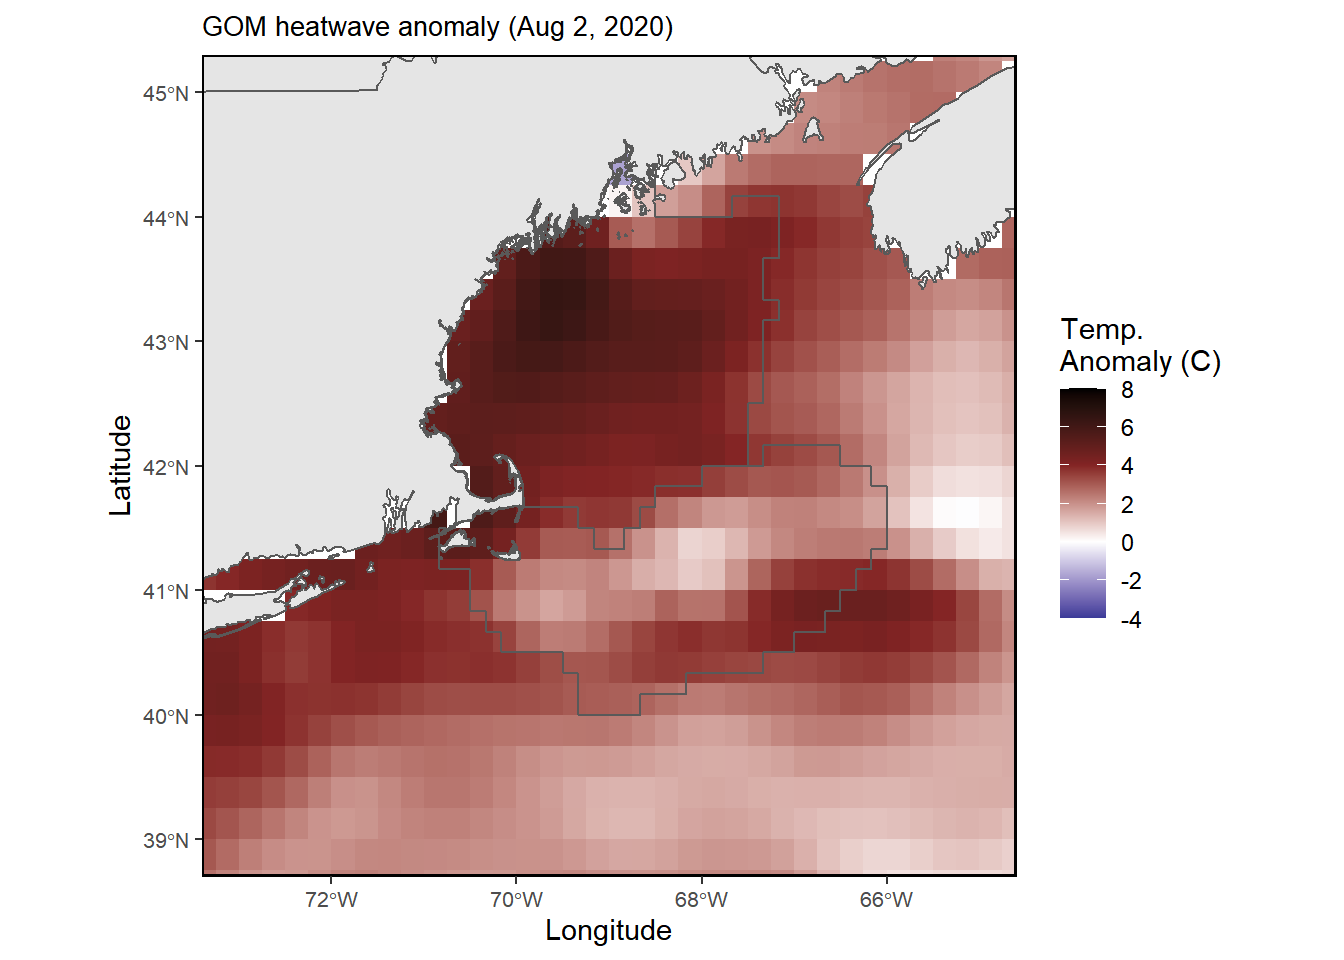 GOM heatwave anomaly (Aug 2, 2020)
45°N
44°N
43°N
42°N
41°N
40°N
39°N
Latitude
72°W
70°W
68°W
66°W
Longitude
Temp.
Anomaly (C)
8
6
4
2
0
-2
-4